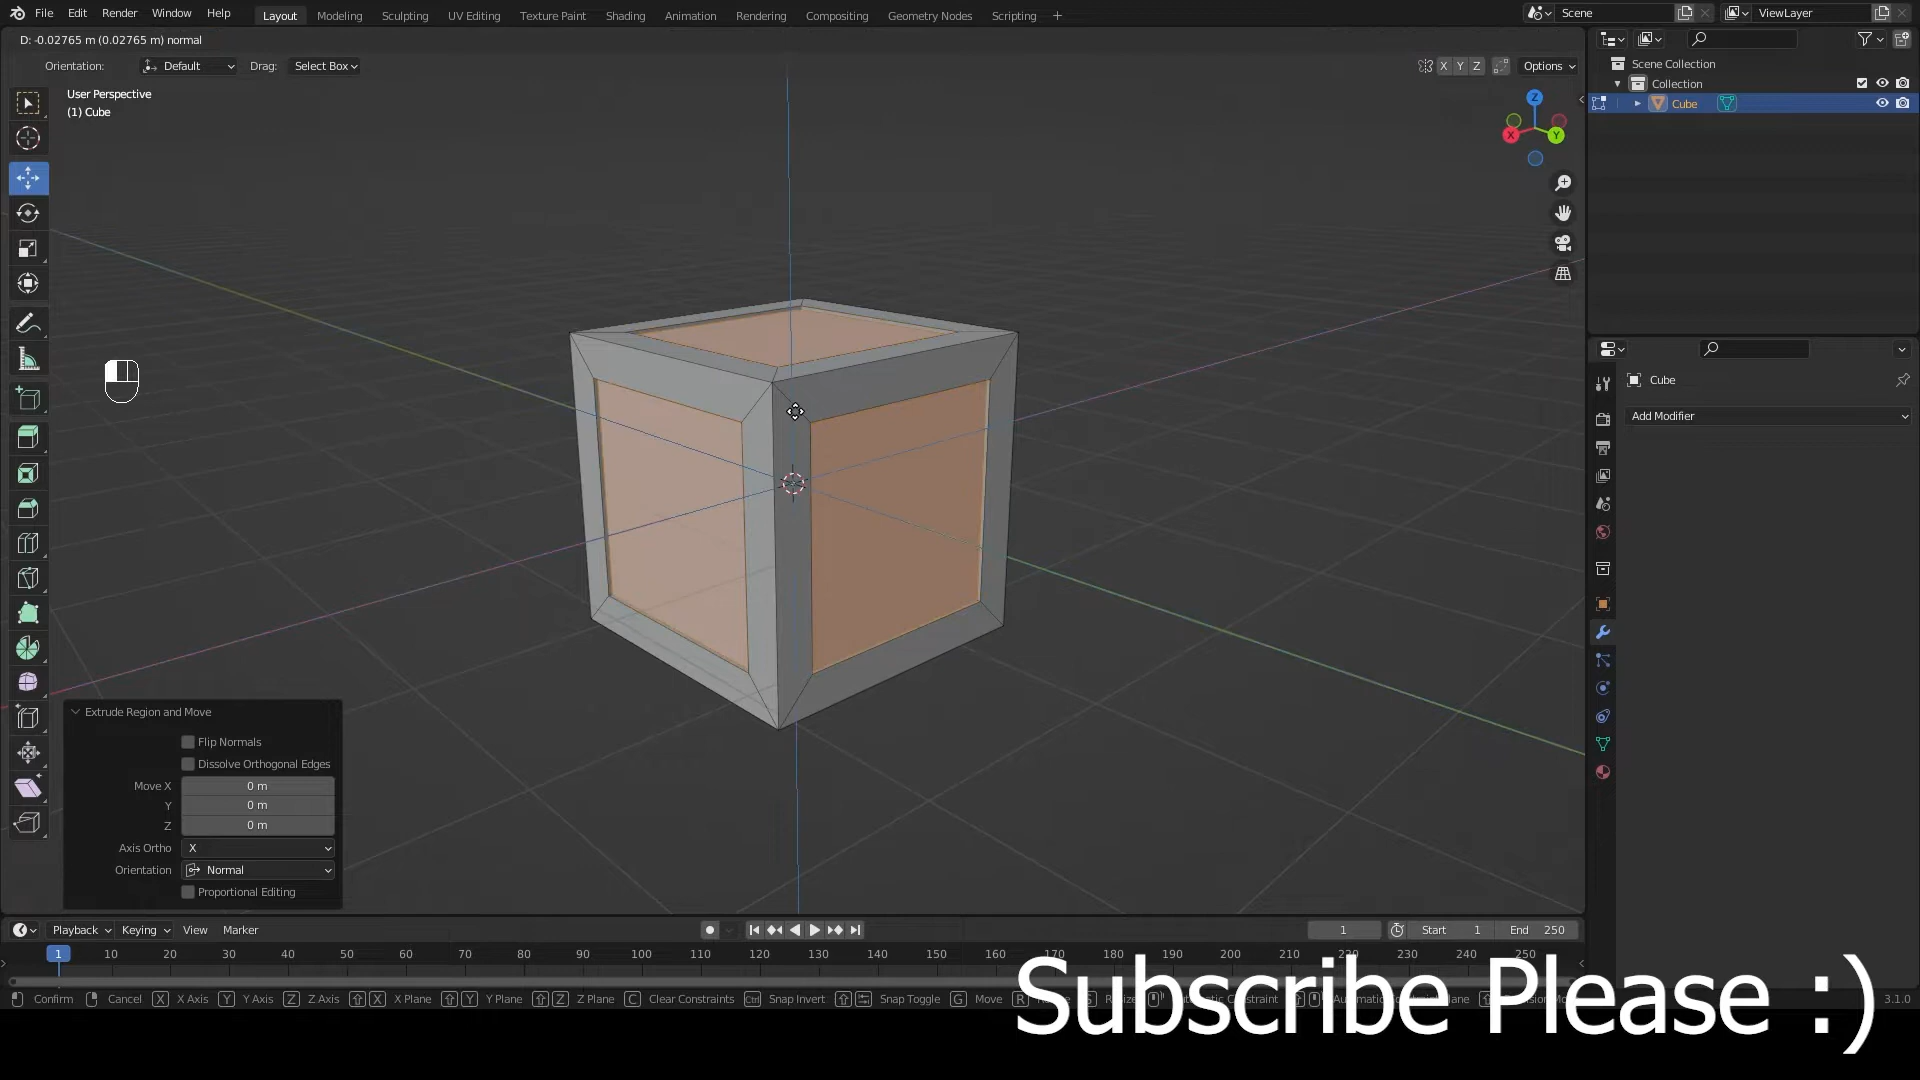 File Edit Render Window Help Layout Modeling Sculpting UV Editing Texture Paint Shading Animation Rendering Compositing Geometry Nodes Scripting + Scene ViewLayer
D: -0.02765 m (0.02765 m) normal
Orientation: Default Drag: Select Box X Y Z Options
User Perspective
(1) Cube
Z
X Y
Scene Collection
Collection
Cube
Cube
Add Modifier
Extrude Region and Move
Flip Normals
Dissolve Orthogonal Edges
Move X 0 m
Y 0 m
Z 0 m
Axis Ortho X
Orientation Normal
Proportional Editing
Playback Keying View Marker 1 Start 1 End 250
1 10 20 30 40 50 60 70 80 90 100 110 120 130 140 150 160 170 180 190 200 210 220 230 240 250
Confirm Cancel X X Axis Y Y Axis Z Z Axis X X Plane Y Y Plane Z Z Plane C Clear Constraints Ctrl Snap Invert Snap Toggle G Move R 3.1.0
Subscribe Please :)